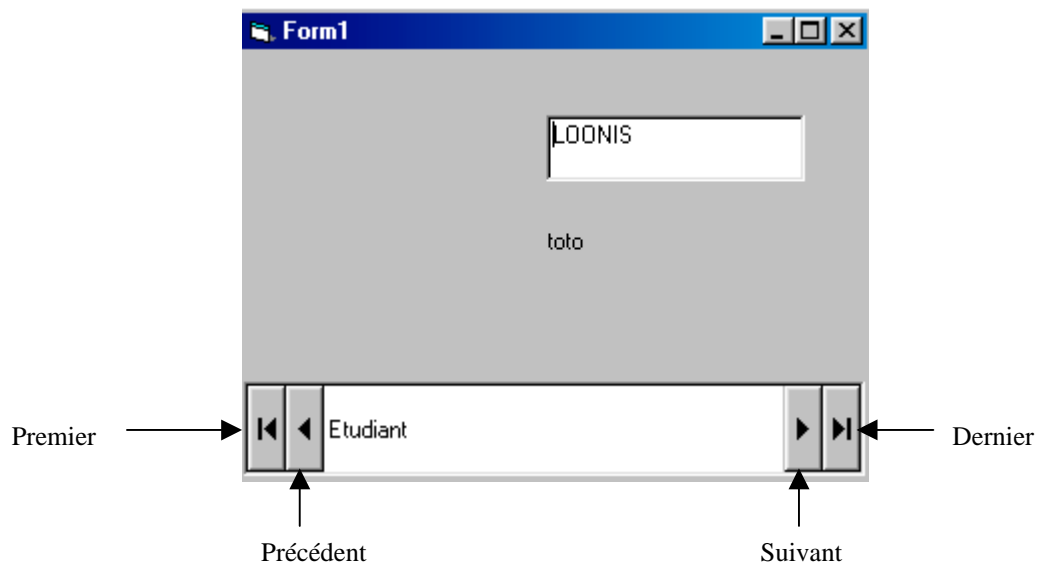 Form1
LOONIS
toto
Premier
Etudiant
Dernier
Précédent
Suivant